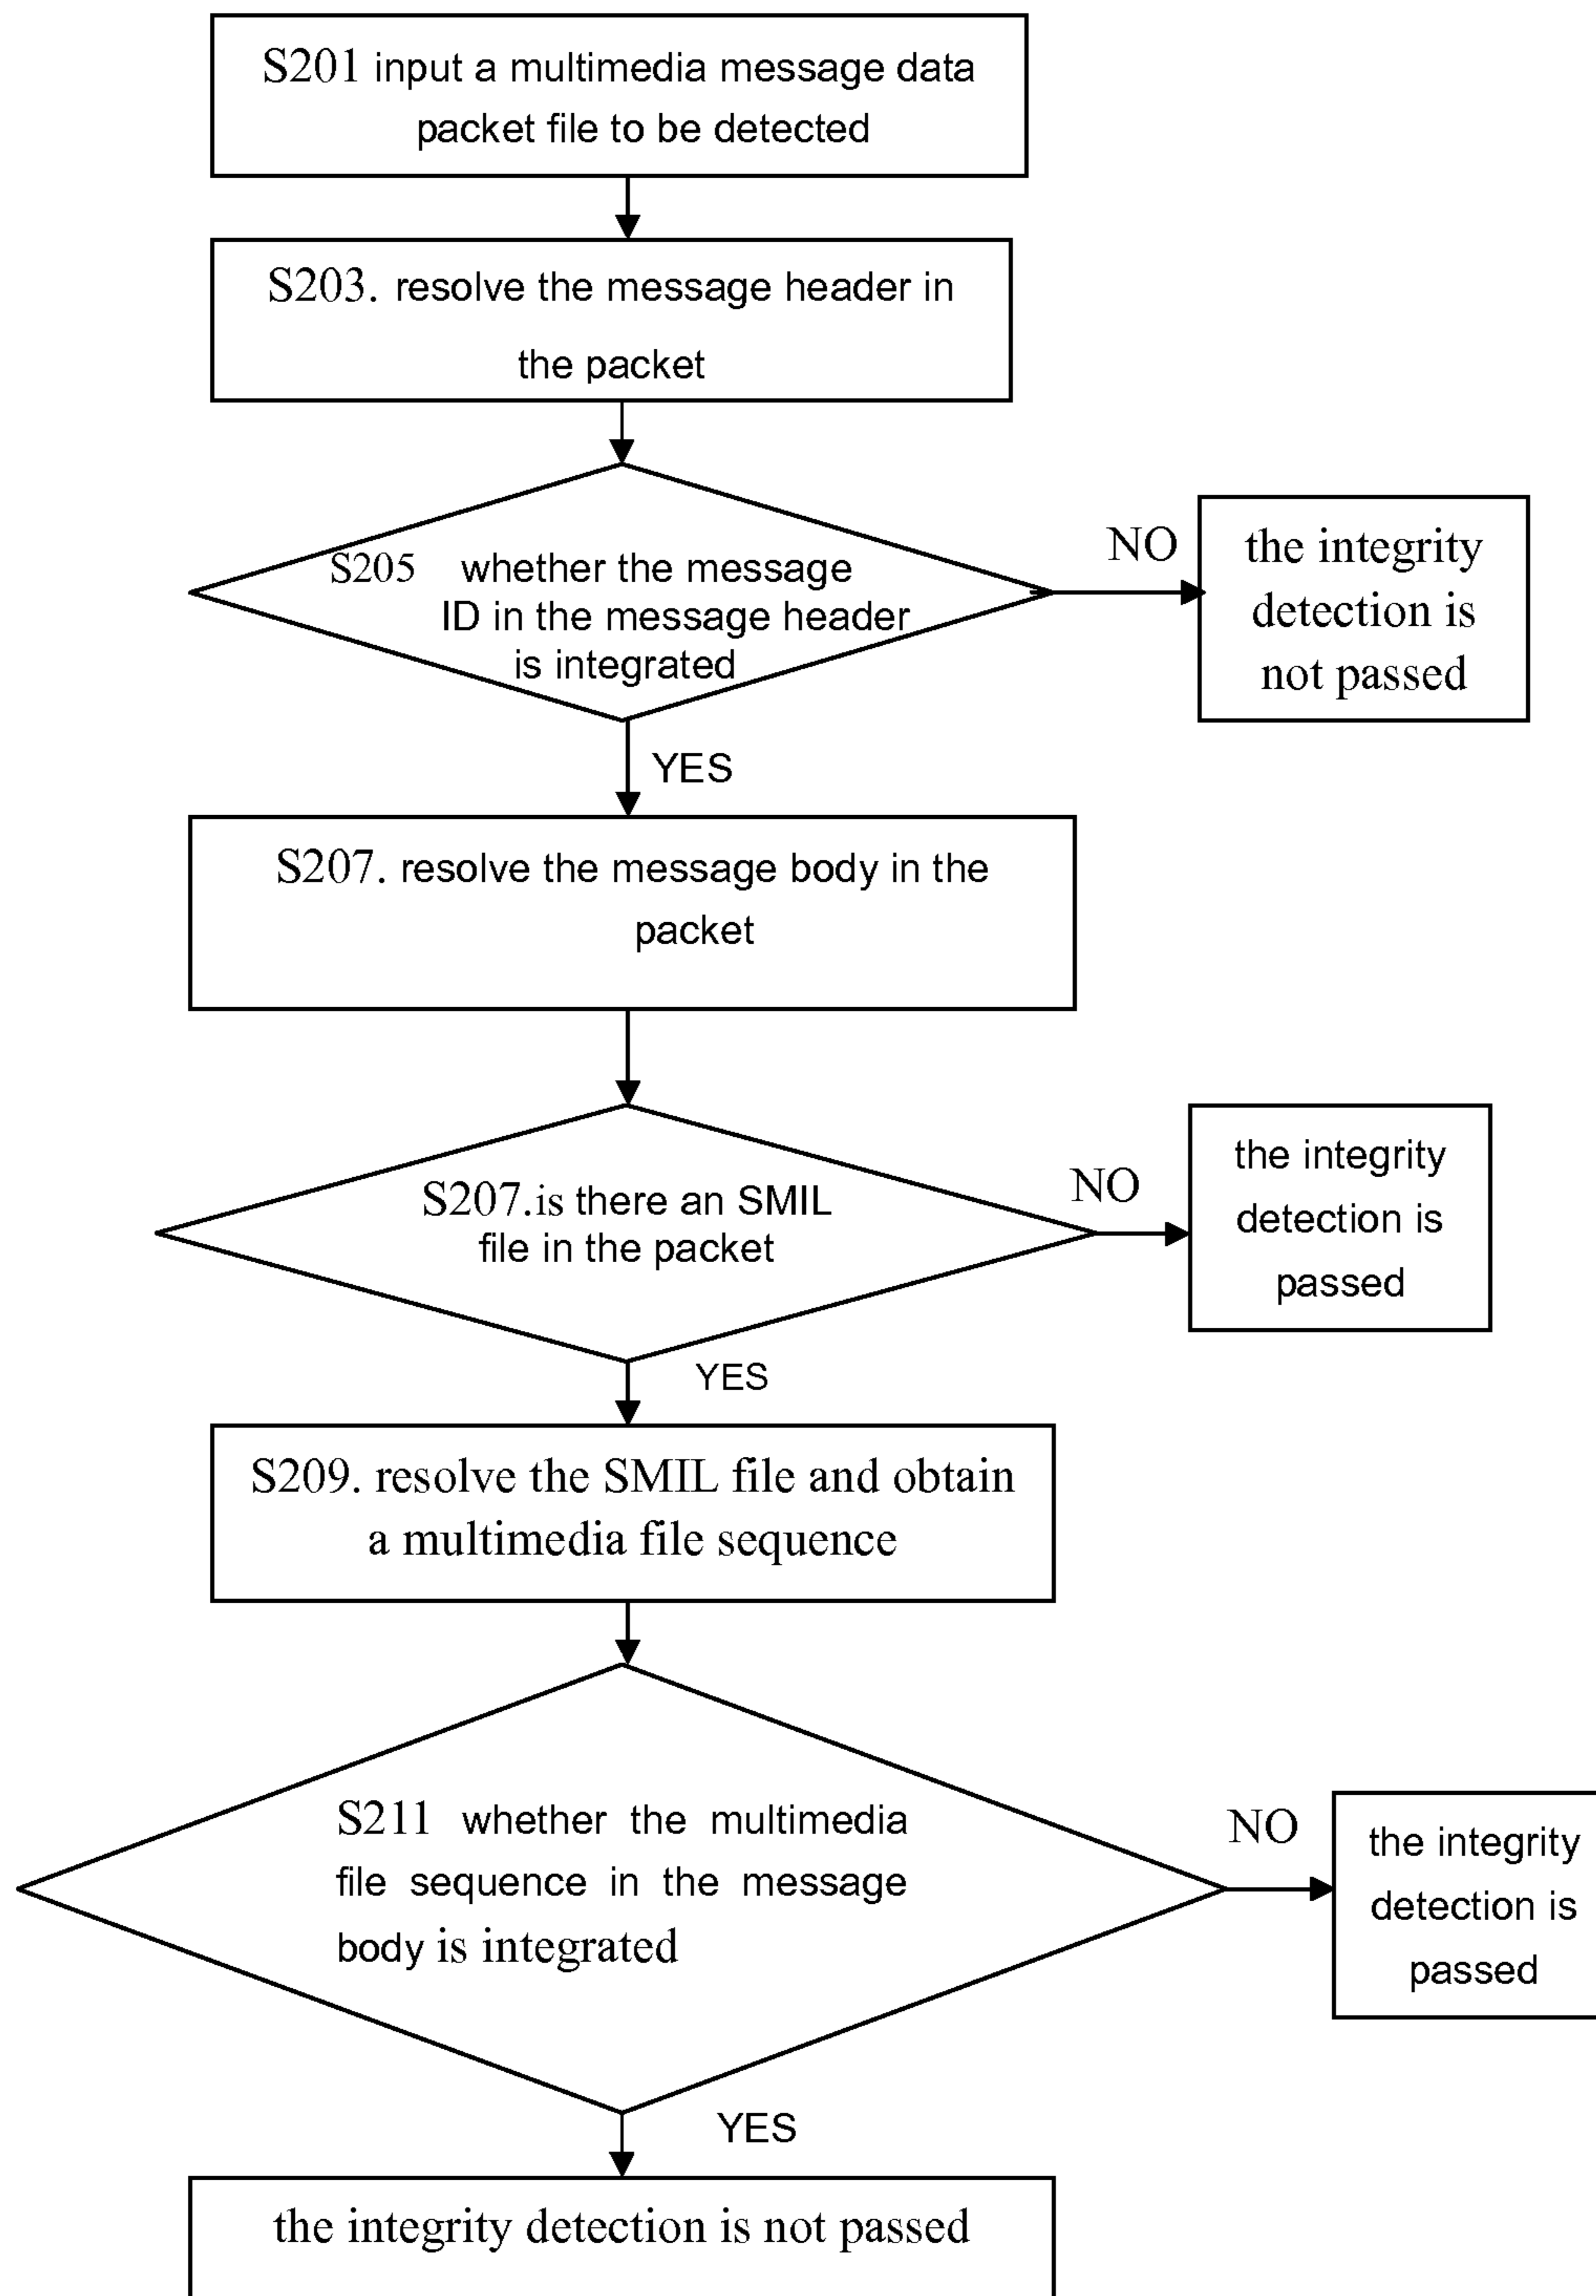 S201 input a multimedia message data
packet file to be detected
S203. resolve the message header in
the packet
S205 whether the message
ID in the message header
is integrated
NO
the integrity
detection is
not passed
YES
S207. resolve the message body in the
packet
S207.is there an SMIL
file in the packet
NO
the integrity
detection is
passed
YES
S209. resolve the SMIL file and obtain
a multimedia file sequence
S211 whether the multimedia
file sequence in the message
body is integrated
NO
the integrity
detection is
passed
YES
the integrity detection is not passed